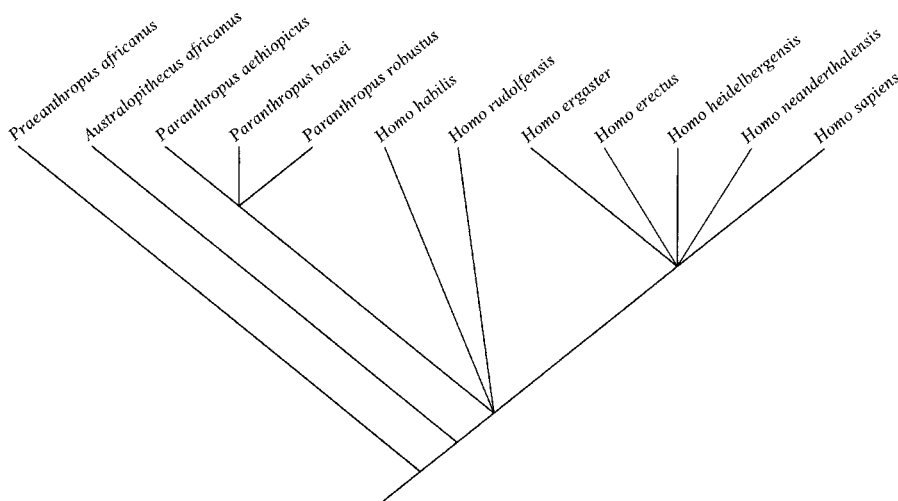 Praeanthropus africanus
Australopithecus africanus
Paranthropus aethiopicus
Paranthropus boisei
Paranthropus robustus
Homo habilis
Homo rudolfensis
Homo ergaster
Homo erectus
Homo heidelbergensis
Homo neanderthalensis
Homo sapiens